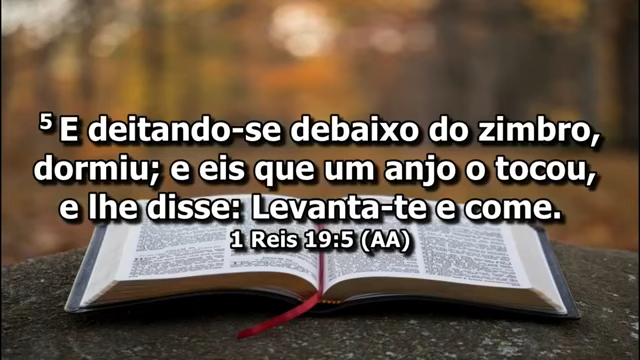 ⁵ E deitando-se debaixo do zimbro,
dormiu; e eis que um anjo o tocou,
e lhe disse: Levanta-te e come.
1 Reis 19:5 (AA)